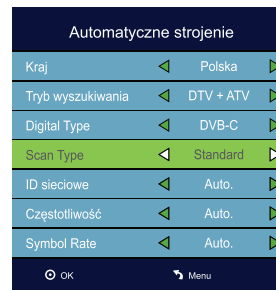 Automatyczne strojenie
Kraj Polska
Tryb wyszukiwania DTV + ATV
Digital Type DVB-C
Scan Type Standard
ID sieciowe Auto.
Częstotliwość Auto.
Symbol Rate Auto.
OK Menu